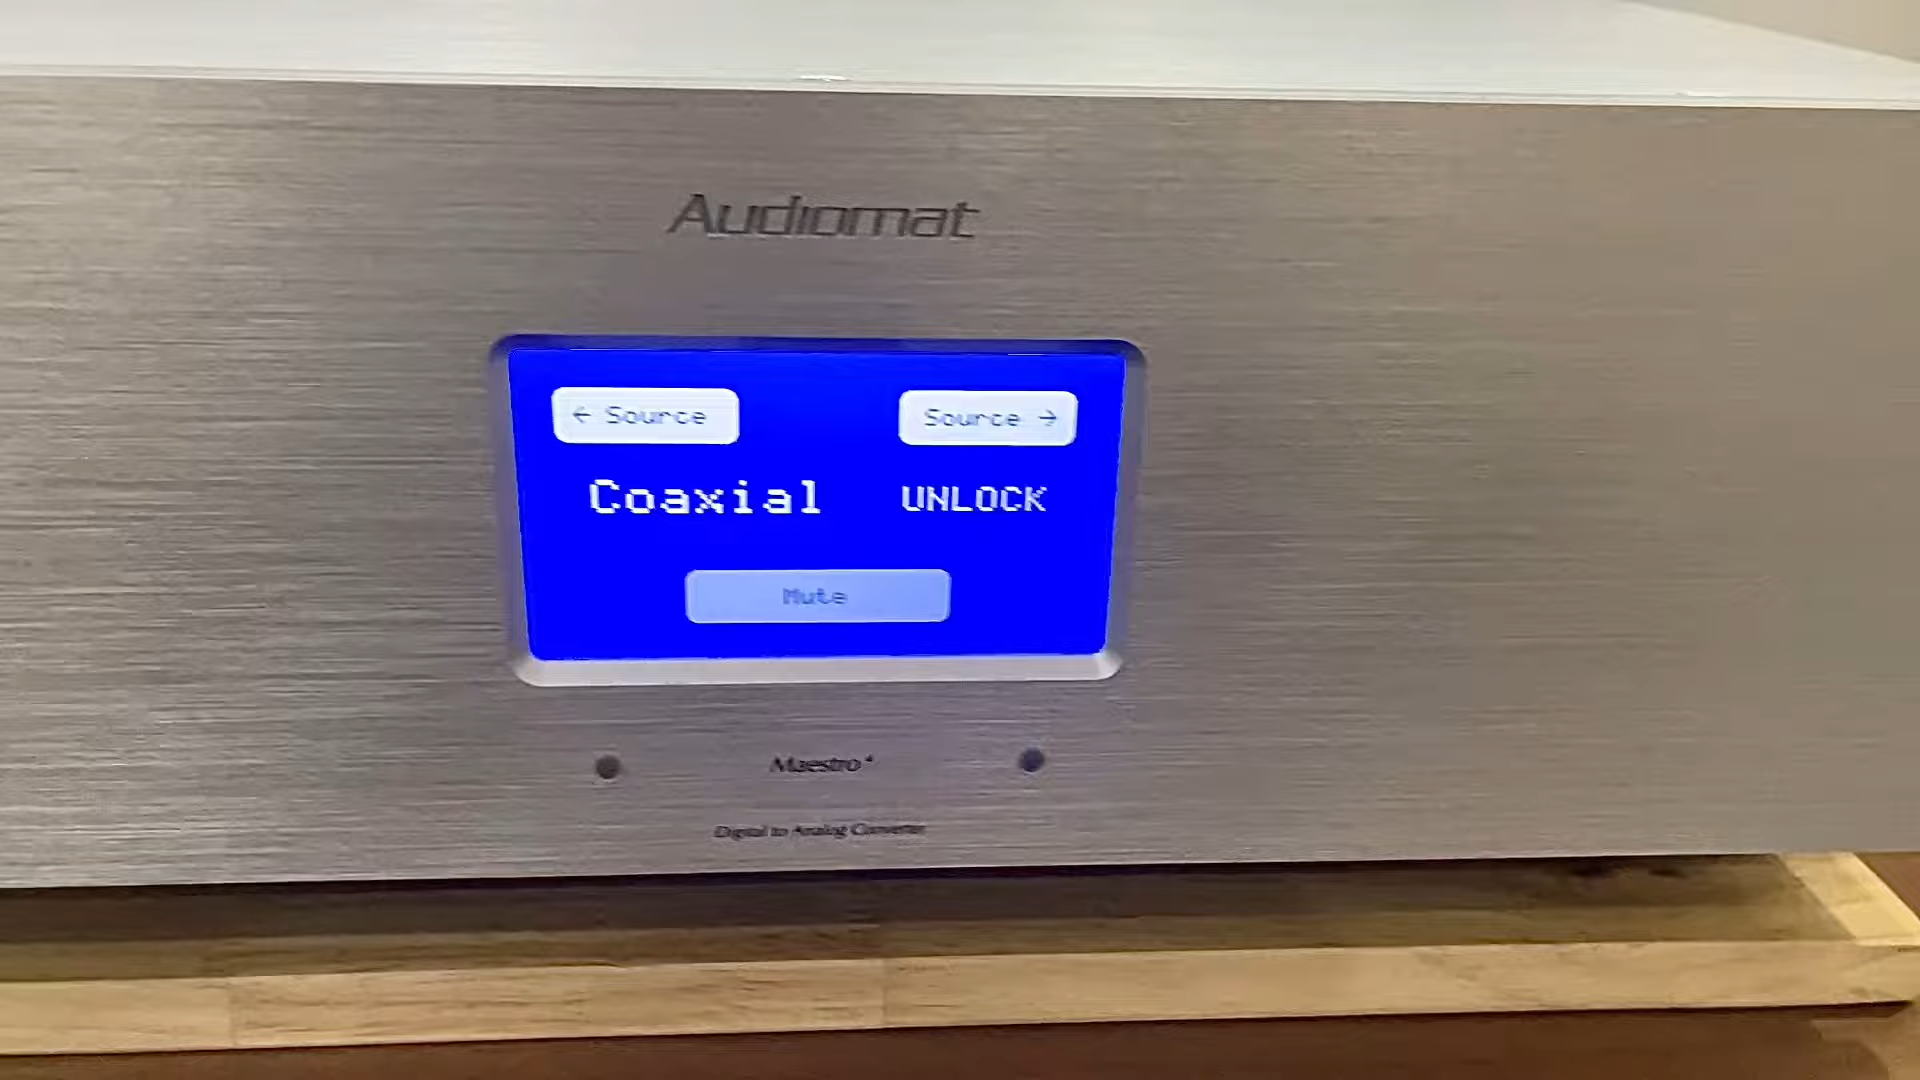 Audiomat
← Source Source →
Coaxial UNLOCK
Mute
Maestro
Digital to Analog Converter